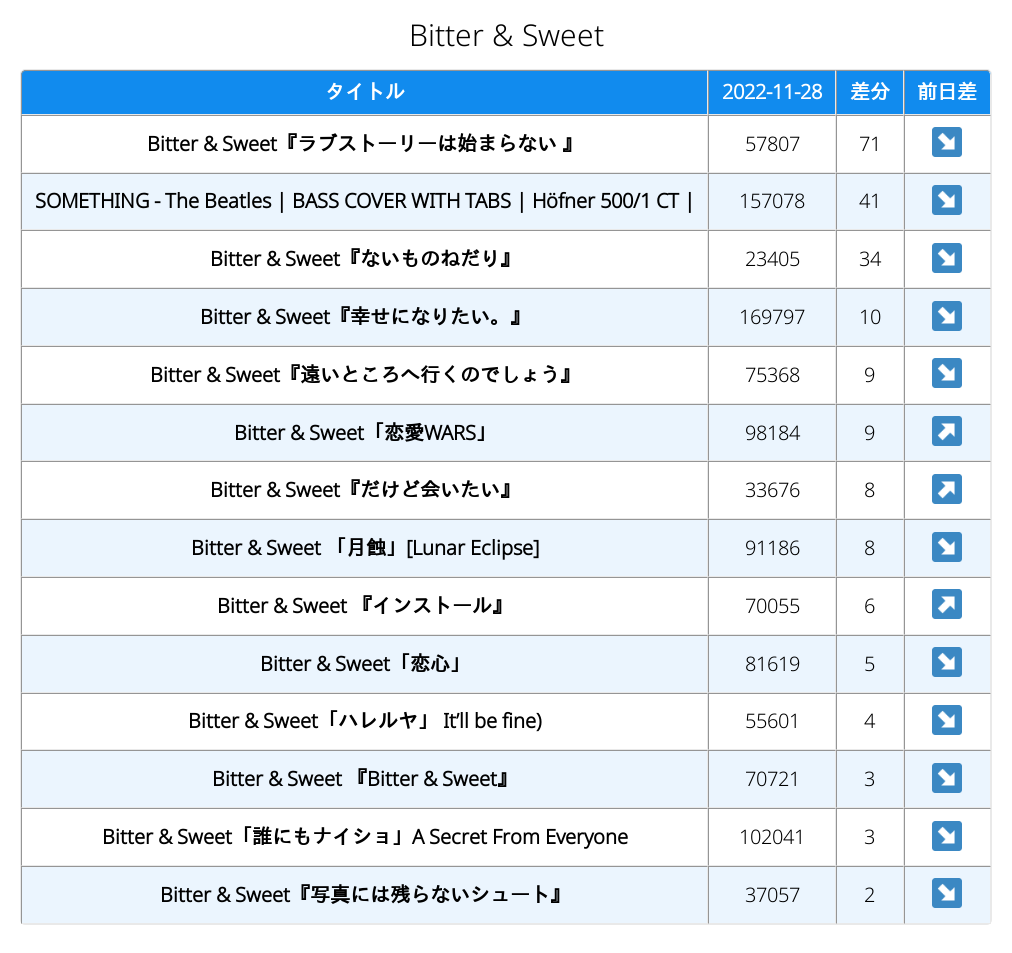 Bitter & Sweet
タイトル 2022-11-28 差分 前日差
Bitter & Sweet『ラブストーリーは始まらない 』 57807 71 ↘
SOMETHING - The Beatles | BASS COVER WITH TABS | Höfner 500/1 CT | 157078 41 ↘
Bitter & Sweet『ないものねだり』 23405 34 ↘
Bitter & Sweet『幸せになりたい。』 169797 10 ↘
Bitter & Sweet『遠いところへ行くのでしょう』 75368 9 ↘
Bitter & Sweet「恋愛WARS」 98184 9 ↗
Bitter & Sweet『だけど会いたい』 33676 8 ↗
Bitter & Sweet 「月蝕」[Lunar Eclipse] 91186 8 ↘
Bitter & Sweet 『インストール』 70055 6 ↗
Bitter & Sweet「恋心」 81619 5 ↘
Bitter & Sweet「ハレルヤ」 It’ll be fine) 55601 4 ↘
Bitter & Sweet 『Bitter & Sweet』 70721 3 ↘
Bitter & Sweet「誰にもナイショ」A Secret From Everyone 102041 3 ↘
Bitter & Sweet『写真には残らないシュート』 37057 2 ↘